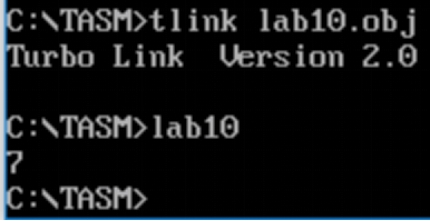 C:\TASM>tlink lab10.obj
Turbo Link  Version 2.0
C:\TASM>lab10
7
C:\TASM>